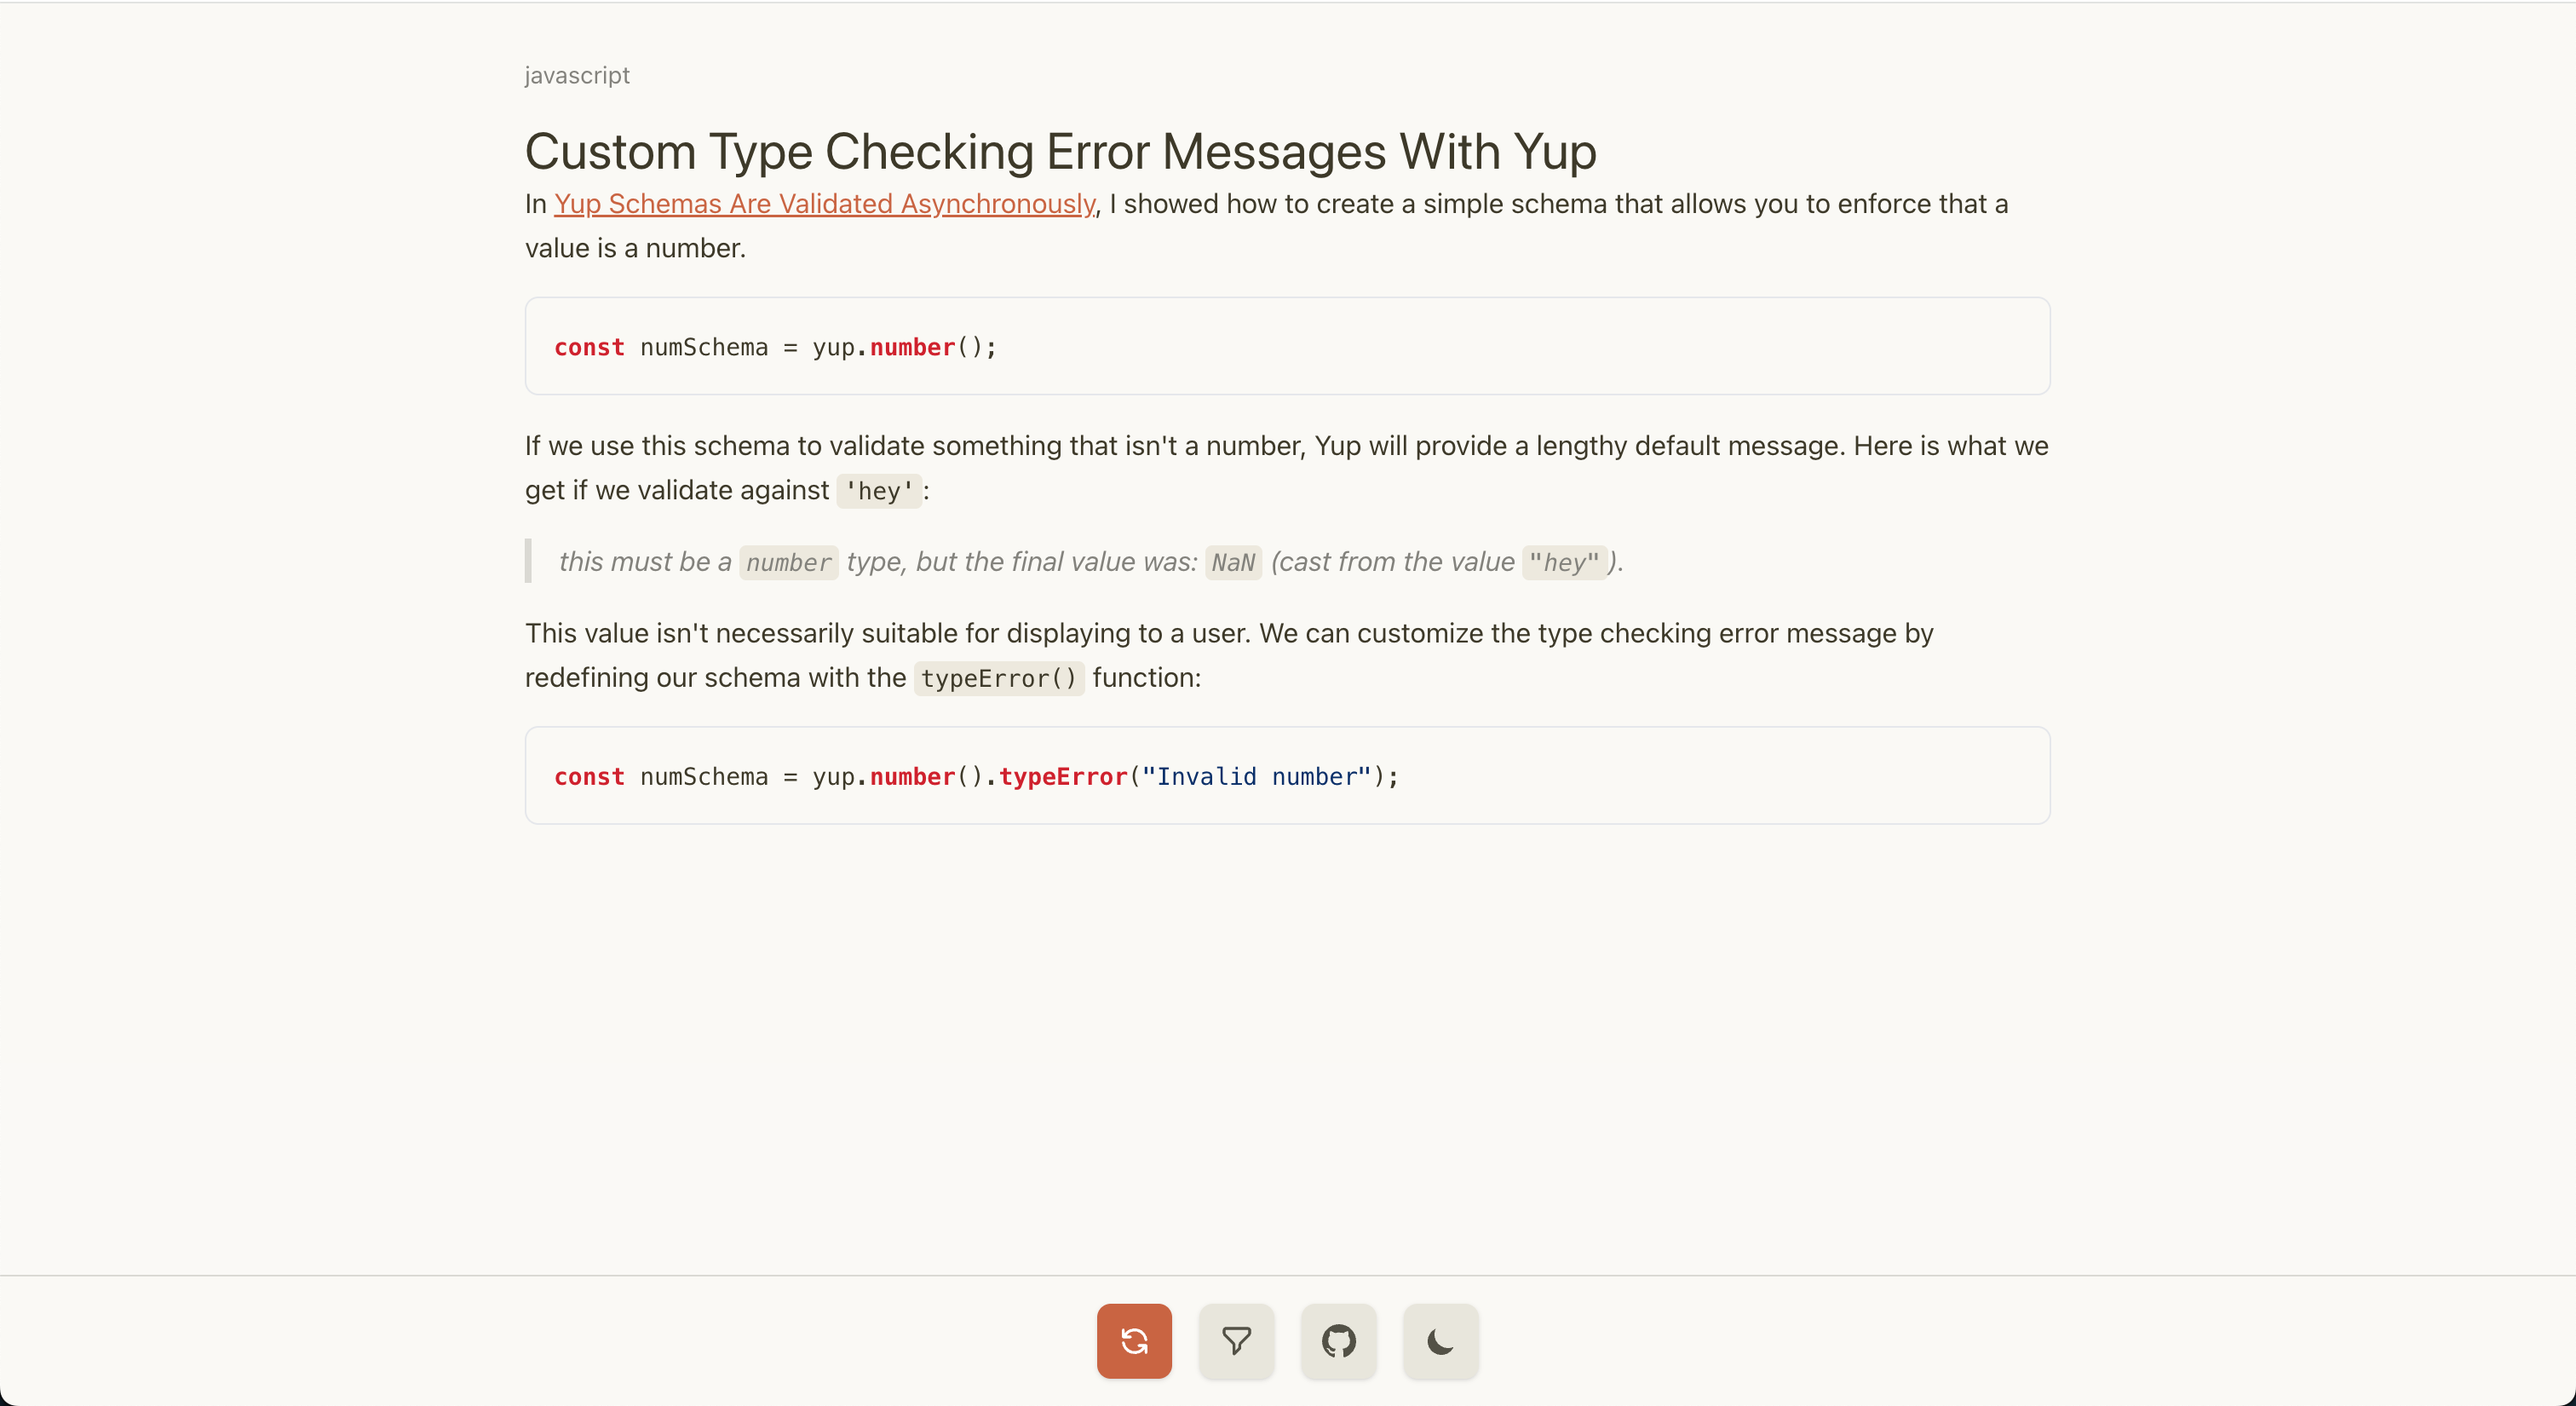 javascript
Custom Type Checking Error Messages With Yup
In Yup Schemas Are Validated Asynchronously, I showed how to create a simple schema that allows you to enforce that a
value is a number.
const numSchema = yup.number();
If we use this schema to validate something that isn't a number, Yup will provide a lengthy default message. Here is what we
get if we validate against 'hey':
this must be a number type, but the final value was: NaN (cast from the value "hey").
This value isn't necessarily suitable for displaying to a user. We can customize the type checking error message by
redefining our schema with the typeError() function:
const numSchema = yup.number().typeError("Invalid number");